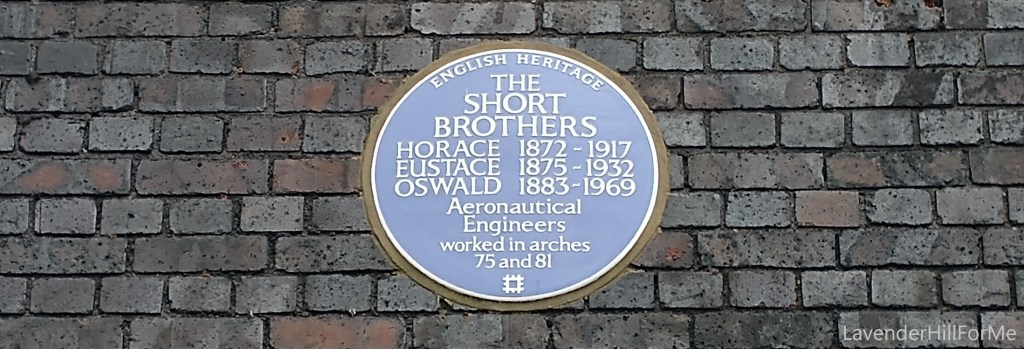 ENGLISH HERITAGE
THE
SHORT
BROTHERS
HORACE 1872 - 1917
EUSTACE 1875 - 1932
OSWALD 1883 - 1969
Aeronautical
Engineers
worked in arches
75 and 81
LavenderHillForMe